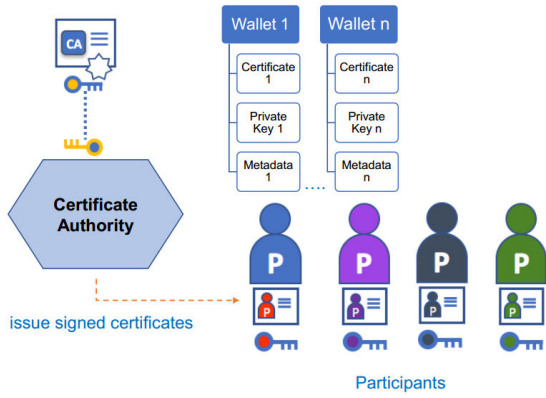 CA
Wallet 1
Wallet n
Certificate
1
Certificate
n
Private
Key 1
Private
Key n
Metadata
1
Metadata
n
....
Certificate
Authority
P
P
P
P
P
P
P
P
issue signed certificates
Participants